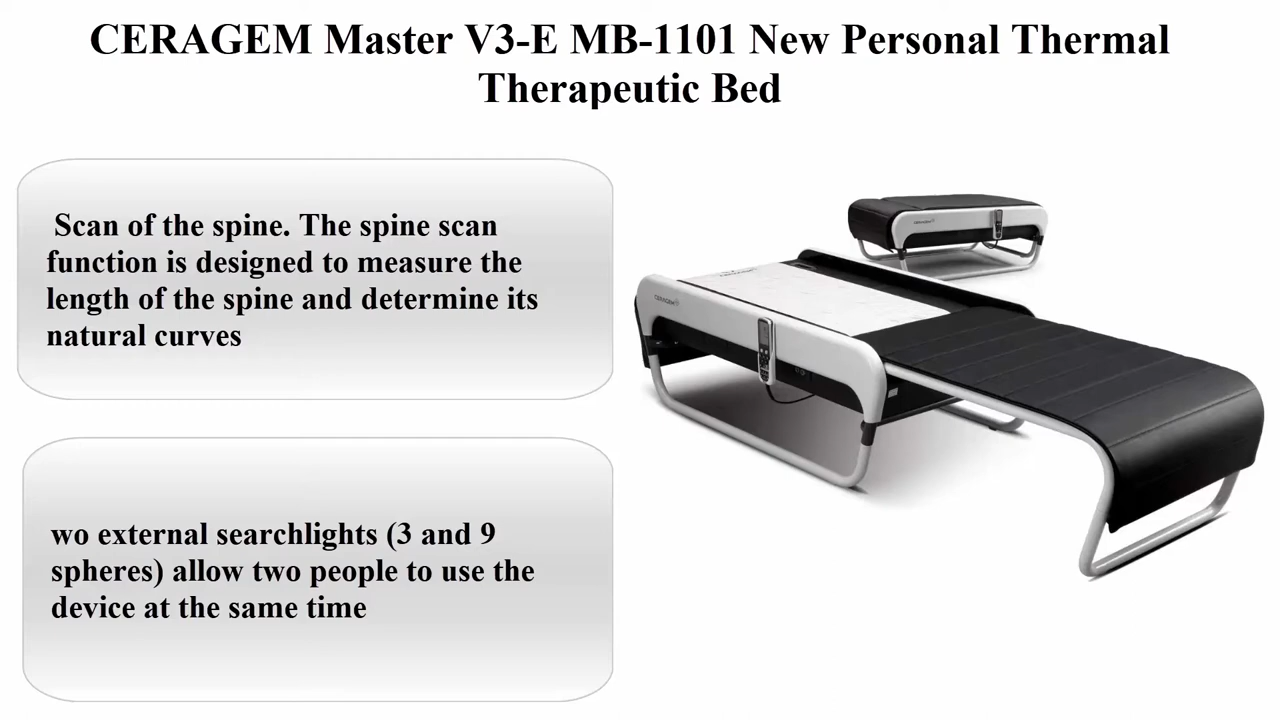 CERAGEM Master V3-E MB-1101 New Personal Thermal
Therapeutic Bed
Scan of the spine. The spine scan
function is designed to measure the
length of the spine and determine its
natural curves
wo external searchlights (3 and 9
spheres) allow two people to use the
device at the same time
CERAGEM
CERAGEM